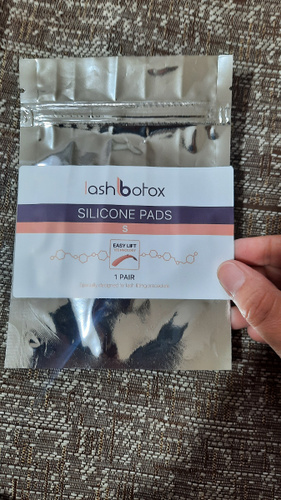 lash botox
SILICONE PADS
S
EASY LIFT
1 PAIR